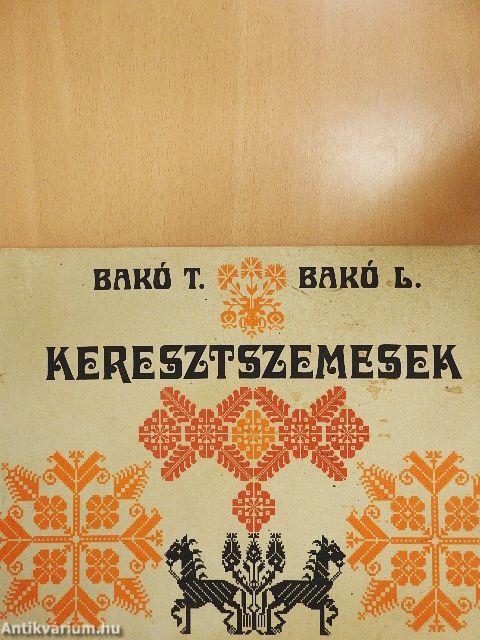 BAKÓ T. BAKÓ L.
KERESZTSZEMESEK
Antikvarium.hu